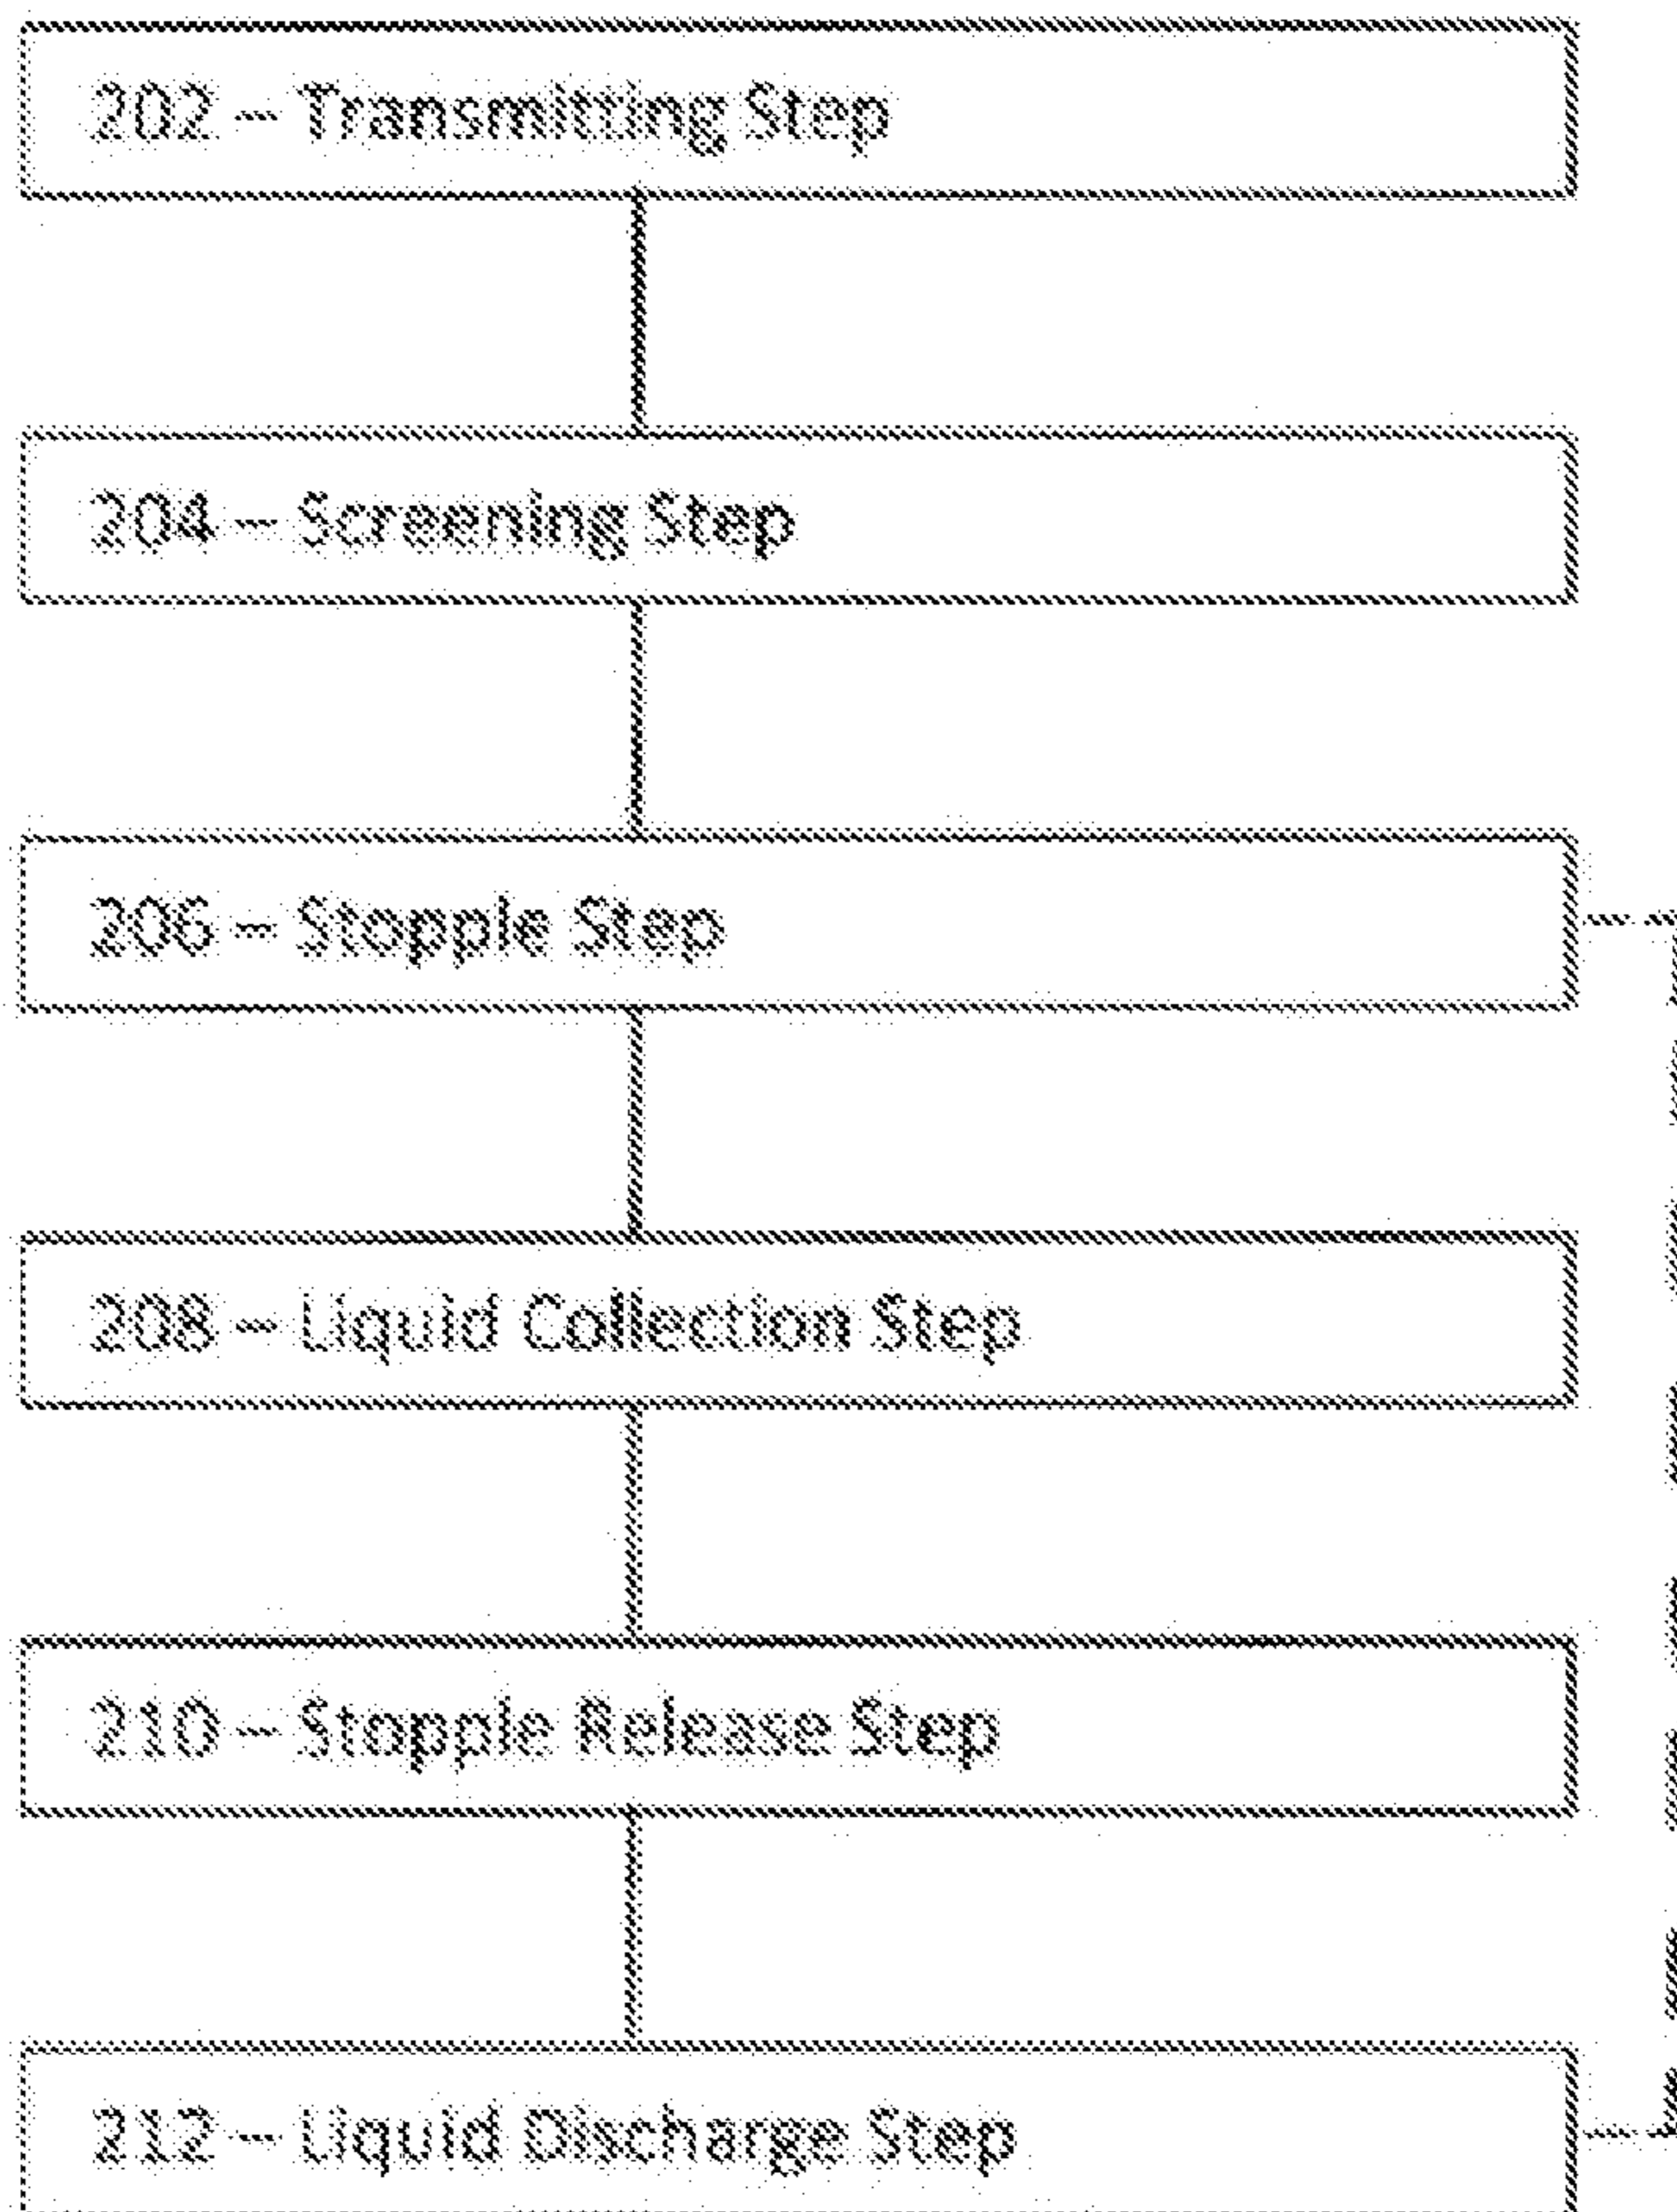 202 – Transmitting Step
204 – Screening Step
206 – Stopple Step
208 – Liquid Collection Step
210 – Stopple Release Step
212 – Liquid Discharge Step